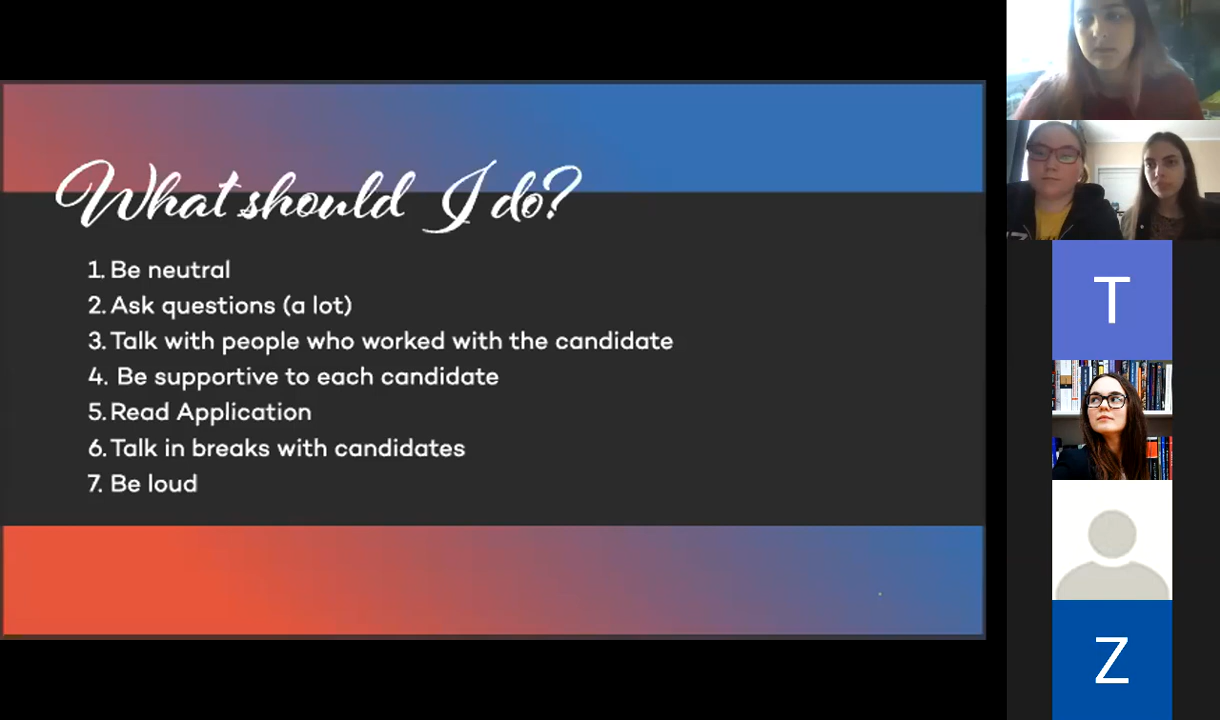 What should I do?
1. Be neutral
2. Ask questions (a lot)
3. Talk with people who worked with the candidate
4. Be supportive to each candidate
5. Read Application
6. Talk in breaks with candidates
7. Be loud
T
Z